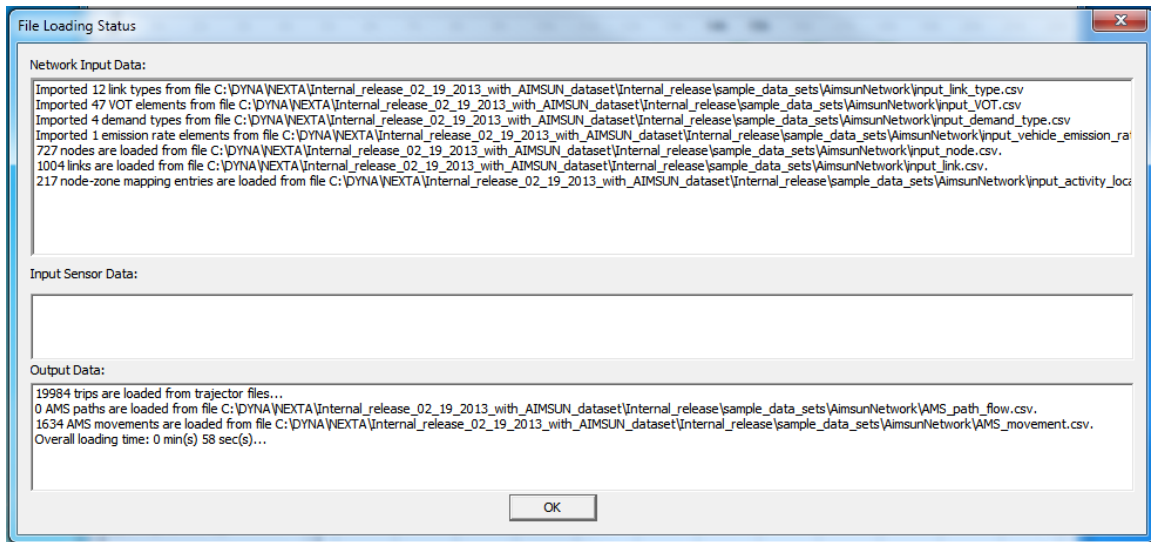 File Loading Status
Network Input Data:
Imported 12 link types from file C:\DYNA\NEXTA\Internal_release_02_19_2013_with_AIMSUN_dataset\Internal_release\sample_data_sets\AimsunNetwork\input_link_type.csv
Imported 47 VOT elements from file C:\DYNA\NEXTA\Internal_release_02_19_2013_with_AIMSUN_dataset\Internal_release\sample_data_sets\AimsunNetwork\input_VOT.csv
Imported 4 demand types from file C:\DYNA\NEXTA\Internal_release_02_19_2013_with_AIMSUN_dataset\Internal_release\sample_data_sets\AimsunNetwork\input_demand_type.csv
Imported 1 emission rate elements from file C:\DYNA\NEXTA\Internal_release_02_19_2013_with_AIMSUN_dataset\Internal_release\sample_data_sets\AimsunNetwork\input_vehicle_emission_ra
727 nodes are loaded from file C:\DYNA\NEXTA\Internal_release_02_19_2013_with_AIMSUN_dataset\Internal_release\sample_data_sets\AimsunNetwork\input_node.csv.
1004 links are loaded from file C:\DYNA\NEXTA\Internal_release_02_19_2013_with_AIMSUN_dataset\Internal_release\sample_data_sets\AimsunNetwork\input_link.csv.
217 node-zone mapping entries are loaded from file C:\DYNA\NEXTA\Internal_release_02_19_2013_with_AIMSUN_dataset\Internal_release\sample_data_sets\AimsunNetwork\input_activity_loca
Input Sensor Data:
Output Data:
19984 trips are loaded from trajector files...
0 AMS paths are loaded from file C:\DYNA\NEXTA\Internal_release_02_19_2013_with_AIMSUN_dataset\Internal_release\sample_data_sets\AimsunNetwork\AMS_path_flow.csv.
1634 AMS movements are loaded from file C:\DYNA\NEXTA\Internal_release_02_19_2013_with_AIMSUN_dataset\Internal_release\sample_data_sets\AimsunNetwork\AMS_movement.csv.
Overall loading time: 0 min(s) 58 sec(s)...
OK